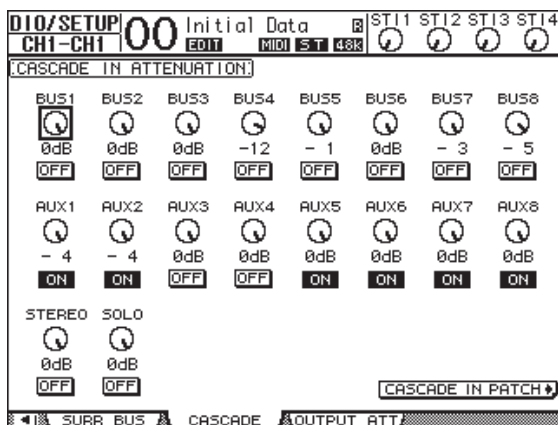 DIO/SETUP 00 Initial Data B ST1 ST2 ST3 ST4
CH1-CH1 EDIT MIDI ST 48k
CASCADE IN ATTENUATION
BUS1 BUS2 BUS3 BUS4 BUS5 BUS6 BUS7 BUS8
0dB 0dB 0dB -12 - 1 0dB - 3 - 5
OFF OFF OFF OFF OFF OFF OFF OFF
AUX1 AUX2 AUX3 AUX4 AUX5 AUX6 AUX7 AUX8
- 4 - 4 0dB 0dB 0dB 0dB 0dB 0dB
ON ON OFF OFF ON ON ON ON
STEREO SOLO
0dB 0dB
OFF OFF
CASCADE IN PATCH
SURR BUS CASCADE OUTPUT ATT